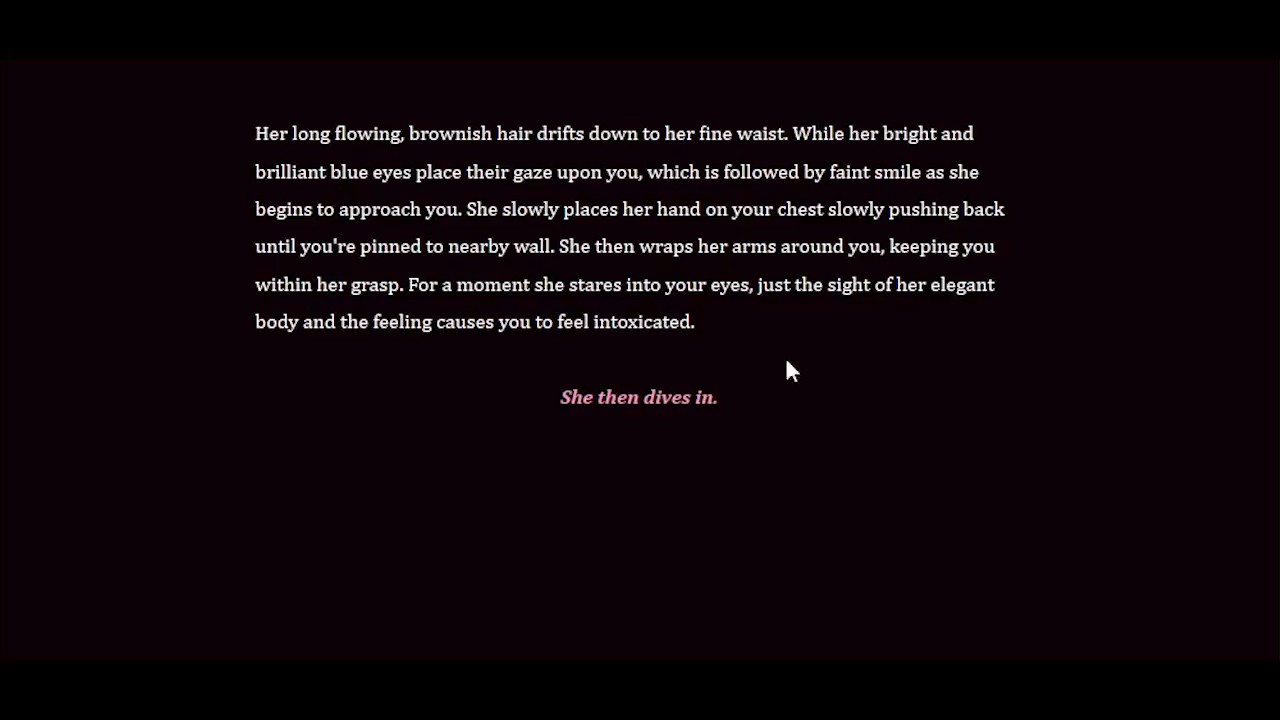 Her long flowing, brownish hair drifts down to her fine waist. While her bright and
brilliant blue eyes place their gaze upon you, which is followed by faint smile as she
begins to approach you. She slowly places her hand on your chest slowly pushing back
until you're pinned to nearby wall. She then wraps her arms around you, keeping you
within her grasp. For a moment she stares into your eyes, just the sight of her elegant
body and the feeling causes you to feel intoxicated.
She then dives in.